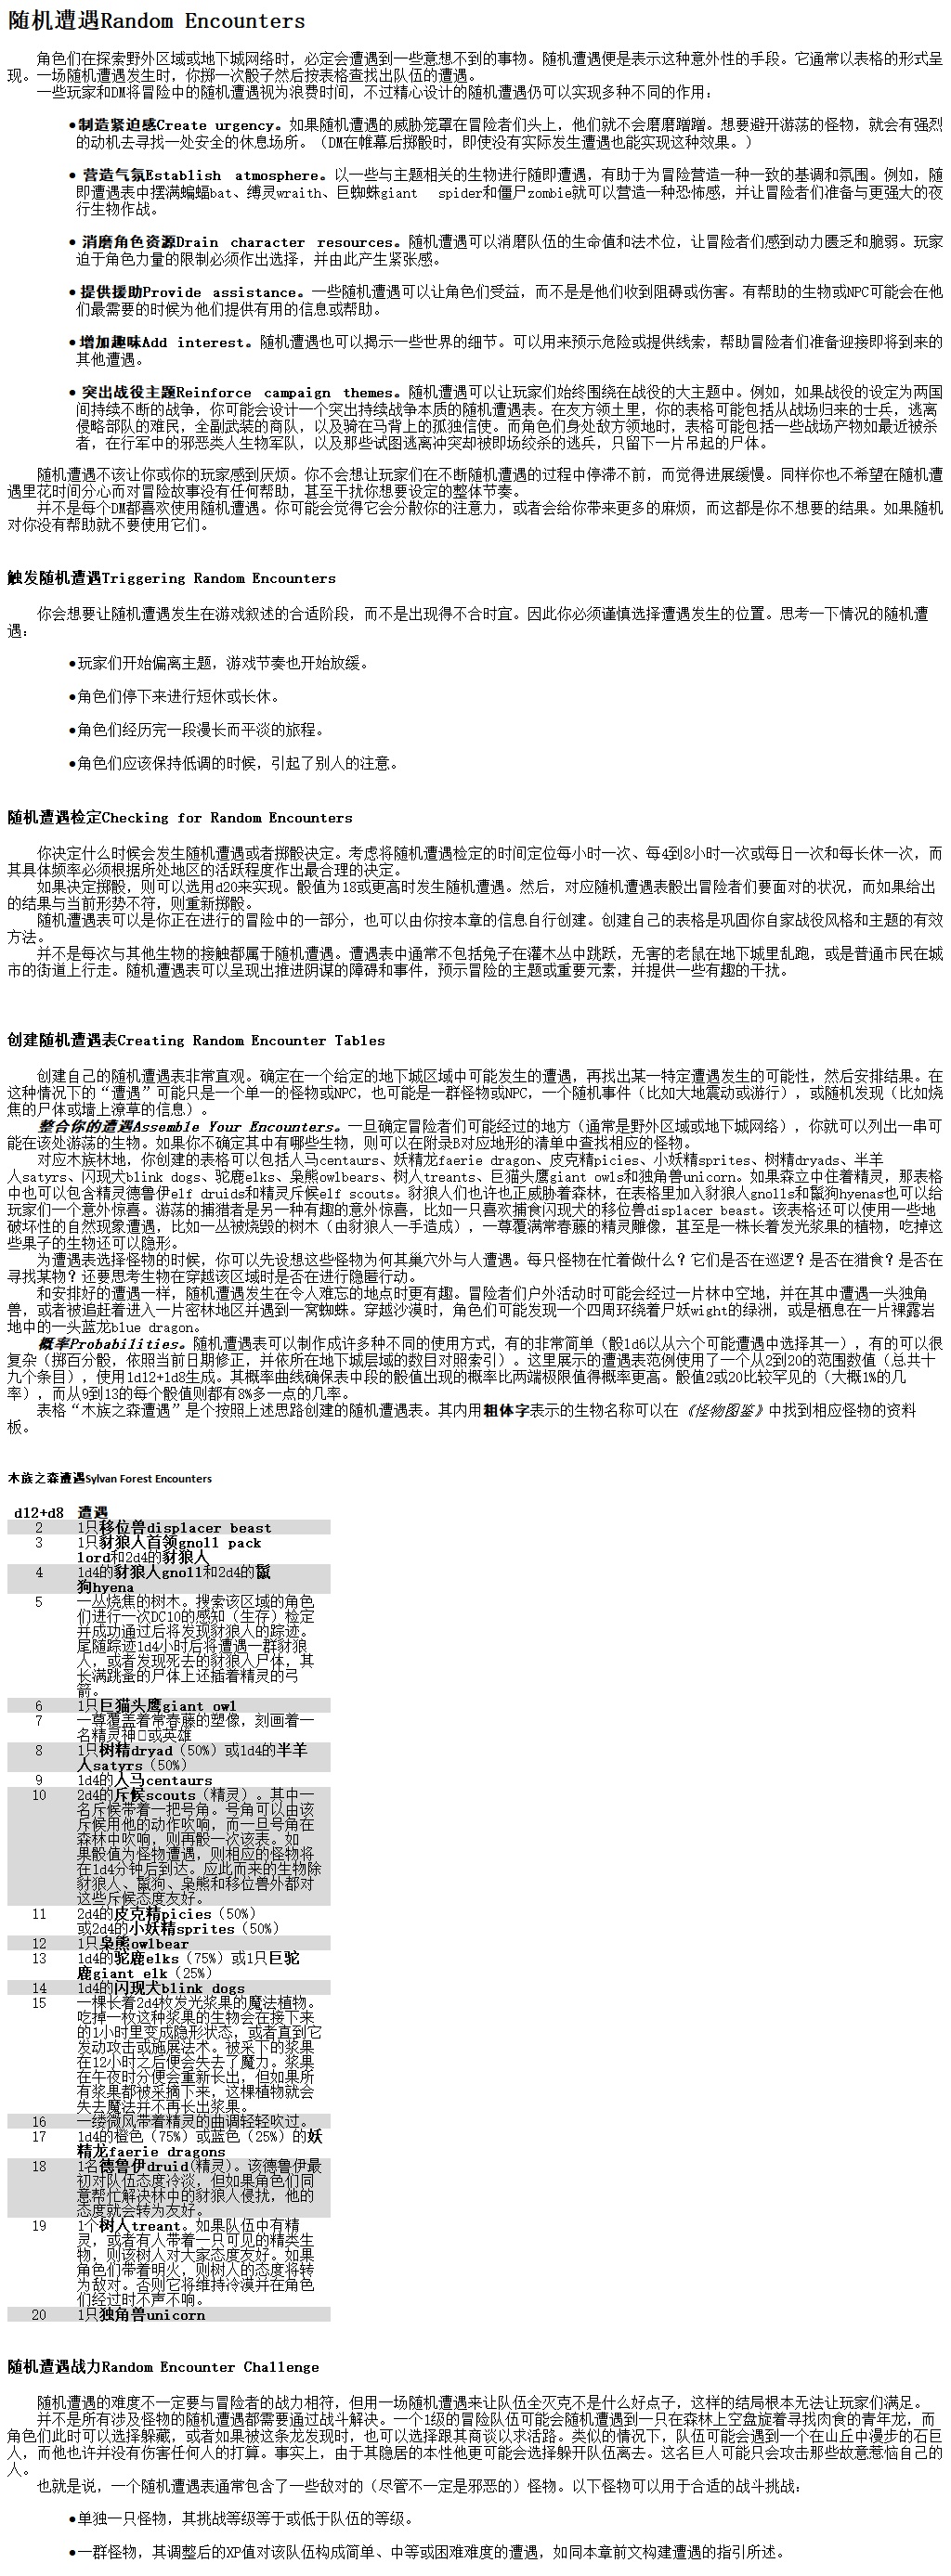 随机遭遇Random Encounters
角色们在探索野外区域或地下城网络时，必定会遭遇到一些意想不到的事物。随机遭遇便是表示这种意外性的手段。它通常以表格的形式呈
现。一场随机遭遇发生时，你掷一次骰子然后按表格查找出队伍的遭遇。
一些玩家和DM将冒险中的随机遭遇视为浪费时间，不过精心设计的随机遭遇仍可以实现多种不同的作用：
●制造紧迫感Create urgency。如果随机遭遇的威胁笼罩在冒险者们头上，他们就不会磨磨蹭蹭。想要避开游荡的怪物，就会有强烈
的动机去寻找一处安全的休息场所。（DM在帷幕后掷骰时，即使没有实际发生遭遇也能实现这种效果。）
● 营造气氛Establish atmosphere。以一些与主题相关的生物进行随即遭遇，有助于为冒险营造一种一致的基调和氛围。例如，随
即遭遇表中摆满蝙蝠bat、缚灵wraith、巨蜘蛛giant spider和僵尸zombie就可以营造一种恐怖感，并让冒险者们准备与更强大的夜
行生物作战。
● 消磨角色资源Drain character resources。随机遭遇可以消磨队伍的生命值和法术位，让冒险者们感到动力匮乏和脆弱。玩家
迫于角色力量的限制必须作出选择，并由此产生紧张感。
● 提供援助Provide assistance。一些随机遭遇可以让角色们受益，而不是是他们收到阻碍或伤害。有帮助的生物或NPC可能会在他
们最需要的时候为他们提供有用的信息或帮助。
●增加趣味Add interest。随机遭遇也可以揭示一些世界的细节。可以用来预示危险或提供线索，帮助冒险者们准备迎接即将到来的
其他遭遇。
● 突出战役主题Reinforce campaign themes。随机遭遇可以让玩家们始终围绕在战役的大主题中。例如，如果战役的设定为两国
间持续不断的战争，你可能会设计一个突出持续战争本质的随机遭遇表。在友方领土里，你的表格可能包括从战场归来的士兵，逃离
侵略部队的难民，全副武装的商队，以及骑在马背上的孤独信使。而角色们身处敌方领地时，表格可能包括一些战场产物如最近被杀
者，在行军中的邪恶类人生物军队，以及那些试图逃离冲突却被即场绞杀的逃兵，只留下一片吊起的尸体。
随机遭遇不该让你或你的玩家感到厌烦。你不会想让玩家们在不断随机遭遇的过程中停滞不前，而觉得进展缓慢。同样你也不希望在随机遭
遇里花时间分心而对冒险故事没有任何帮助，甚至干扰你想要设定的整体节奏。
并不是每个DM都喜欢使用随机遭遇。你可能会觉得它会分散你的注意力，或者会给你带来更多的麻烦，而这都是你不想要的结果。如果随机
对你没有帮助就不要使用它们。
触发随机遭遇Triggering Random Encounters
你会想要让随机遭遇发生在游戏叙述的合适阶段，而不是出现得不合时宜。因此你必须谨慎选择遭遇发生的位置。思考一下情况的随机遭
遇：
●玩家们开始偏离主题，游戏节奏也开始放缓。
●角色们停下来进行短休或长休。
●角色们经历完一段漫长而平淡的旅程。
●角色们应该保持低调的时候，引起了别人的注意。
随机遭遇检定Checking for Random Encounters
你决定什么时候会发生随机遭遇或者掷骰决定。考虑将随机遭遇检定的时间定位每小时一次、每4到8小时一次或每日一次和每长休一次，而
其具体频率必须根据所处地区的活跃程度作出最合理的决定。
如果决定掷骰，则可以选用d20来实现。骰值为18或更高时发生随机遭遇。然后，对应随机遭遇表骰出冒险者们要面对的状况，而如果给出
的结果与当前形势不符，则重新掷骰。
随机遭遇表可以是你正在进行的冒险中的一部分，也可以由你按本章的信息自行创建。创建自己的表格是巩固你自家战役风格和主题的有效
方法。
并不是每次与其他生物的接触都属于随机遭遇。遭遇表中通常不包括兔子在灌木丛中跳跃，无害的老鼠在地下城里乱跑，或是普通市民在城
市的街道上行走。随机遭遇表可以呈现出推进阴谋的障碍和事件，预示冒险的主题或重要元素，并提供一些有趣的干扰。
创建随机遭遇表Creating Random Encounter Tables
创建自己的随机遭遇表非常直观。确定在一个给定的地下城区域中可能发生的遭遇，再找出某一特定遭遇发生的可能性，然后安排结果。在
这种情况下的“遭遇”可能只是一个单一的怪物或NPC，也可能是一群怪物或NPC，一个随机事件（比如大地震动或游行），或随机发现（比如烧
焦的尸体或墙上潦草的信息）。
整合你的遭遇Assemble Your Encounters。一旦确定冒险者们可能经过的地方（通常是野外区域或地下城网络），你就可以列出一串可
能在该处游荡的生物。如果你不确定其中有哪些生物，则可以在附录B对应地形的清单中查找相应的怪物。
对应木族林地，你创建的表格可以包括人马centaurs、妖精龙faerie dragon、皮克精picies、小妖精sprites、树精dryads、半羊
人satyrs、闪现犬blink dogs、驼鹿elks、枭熊owlbears、树人treants、巨猫头鹰giant owls和独角兽unicorn。如果森立中住着精灵，那表格
中也可以包含精灵德鲁伊elf druids和精灵斥候elf scouts。豺狼人们也许也正威胁着森林，在表格里加入豺狼人gnolls和鬣狗hyenas也可以给
玩家们一个意外惊喜。游荡的捕猎者是另一种有趣的意外惊喜，比如一只喜欢捕食闪现犬的移位兽displacer beast。该表格还可以使用一些地
破坏性的自然现象遭遇，比如一丛被烧毁的树木（由豺狼人一手造成），一尊覆满常春藤的精灵雕像，甚至是一株长着发光浆果的植物，吃掉这
些果子的生物还可以隐形。
为遭遇表选择怪物的时候，你可以先设想这些怪物为何其巢穴外与人遭遇。每只怪物在忙着做什么？它们是否在巡逻？是否在猎食？是否在
寻找某物？还要思考生物在穿越该区域时是否在进行隐匿行动。
和安排好的遭遇一样，随机遭遇发生在令人难忘的地点时更有趣。冒险者们户外活动时可能会经过一片林中空地，并在其中遭遇一头独角
兽，或者被追赶着进入一片密林地区并遇到一窝蜘蛛。穿越沙漠时，角色们可能发现一个四周环绕着尸妖wight的绿洲，或是栖息在一片裸露岩
地中的一头蓝龙blue dragon。
概率Probabilities。随机遭遇表可以制作成许多种不同的使用方式，有的非常简单（骰1d6以从六个可能遭遇中选择其一），有的可以很
复杂（掷百分骰，依照当前日期修正，并依所在地下城层域的数目对照索引）。这里展示的遭遇表范例使用了一个从2到20的范围数值（总共十
九个条目），使用1d12+1d8生成。其概率曲线确保表中段的骰值出现的概率比两端极限值得概率更高。骰值2或20比较罕见的（大概1%的几
率），而从9到13的每个骰值则都有8%多一点的几率。
表格“木族之森遭遇”是个按照上述思路创建的随机遭遇表。其内用粗体字表示的生物名称可以在《怪物图鉴》中找到相应怪物的资料
板。
木族之森遭遇Sylvan Forest Encounters
d12+d8 遭遇
2 1只移位兽displacer beast
3 1只豺狼人首领gnoll pack
lord和2d4的豺狼人
4 1d4的豺狼人gnoll和2d4的鬣
狗hyena
5 一丛烧焦的树木。搜索该区域的角色
们进行一次DC10的感知（生存）检定
并成功通过后将发现豺狼人的踪迹。
尾随踪迹1d4小时后将遭遇一群豺狼
人，或者发现死去的豺狼人尸体，其
长满跳蚤的尸体上还插着精灵的弓
箭。
6 1只巨猫头鹰giant owl
7 一尊覆盖着常春藤的塑像，刻画着一
名精灵神□或英雄
8 1只树精dryad（50%）或1d4的半羊
人satyrs（50%）
9 1d4的人马centaurs
10 2d4的斥候scouts（精灵）。其中一
名斥候带着一把号角。号角可以由该
斥候用他的动作吹响，而一旦号角在
森林中吹响，则再骰一次该表。如
果骰值为怪物遭遇，则相应的怪物将
在1d4分钟后到达。应此而来的生物除
豺狼人、鬣狗、枭熊和移位兽外都对
这些斥候态度友好。
11 2d4的皮克精picies（50%）
或2d4的小妖精sprites（50%）
12 1只枭熊owlbear
13 1d4的驼鹿elks（75%）或1只巨驼
鹿giant elk（25%）
14 1d4的闪现犬blink dogs
15 一棵长着2d4枚发光浆果的魔法植物。
吃掉一枚这种浆果的生物会在接下来
的1小时里变成隐形状态，或者直到它
发动攻击或施展法术。被采下的浆果
在12小时之后便会失去了魔力。浆果
在午夜时分便会重新长出，但如果所
有浆果都被采摘下来，这棵植物就会
失去魔法并不再长出浆果。
16 一缕微风带着精灵的曲调轻轻吹过。
17 1d4的橙色（75%）或蓝色（25%）的妖
精龙faerie dragons
18 1名德鲁伊druid(精灵)。该德鲁伊最
初对队伍态度冷淡，但如果角色们同
意帮忙解决林中的豺狼人侵扰，他的
态度就会转为友好。
19 1个树人treant。如果队伍中有精
灵，或者有人带着一只可见的精类生
物，则该树人对大家态度友好。如果
角色们带着明火，则树人的态度将转
为敌对。否则它将维持冷漠并在角色
们经过时不声不响。
20 1只独角兽unicorn
随机遭遇战力Random Encounter Challenge
随机遭遇的难度不一定要与冒险者的战力相符，但用一场随机遭遇来让队伍全灭克不是什么好点子，这样的结局根本无法让玩家们满足。
并不是所有涉及怪物的随机遭遇都需要通过战斗解决。一个1级的冒险队伍可能会随机遭遇到一只在森林上空盘旋着寻找肉食的青年龙，而
角色们此时可以选择躲藏，或者如果被这条龙发现时，也可以选择跟其商谈以求活路。类似的情况下，队伍可能会遇到一个在山丘中漫步的石巨
人，而他也许并没有伤害任何人的打算。事实上，由于其隐居的本性他更可能会选择躲开队伍离去。这名巨人可能只会攻击那些故意惹恼自己的
人。
也就是说，一个随机遭遇表通常包含了一些敌对的（尽管不一定是邪恶的）怪物。以下怪物可以用于合适的战斗挑战：
●单独一只怪物，其挑战等级等于或低于队伍的等级。
●一群怪物，其调整后的XP值对该队伍构成简单、中等或困难难度的遭遇，如同本章前文构建遭遇的指引所述。